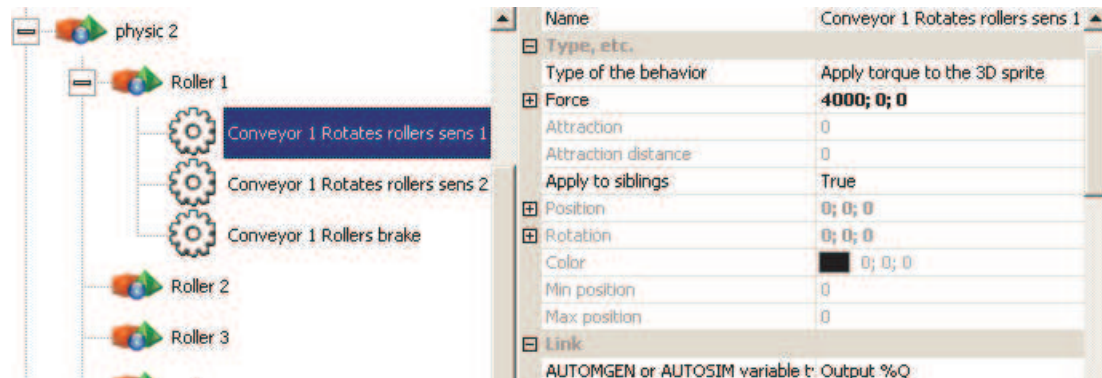 physic 2
Roller 1
Conveyor 1 Rotates rollers sens 1
Conveyor 1 Rotates rollers sens 2
Conveyor 1 Rollers brake
Roller 2
Roller 3
Name Conveyor 1 Rotates rollers sens 1
Type, etc.
Type of the behavior Apply torque to the 3D sprite
Force 4000; 0; 0
Attraction 0
Attraction distance 0
Apply to siblings True
Position 0; 0; 0
Rotation 0; 0; 0
Color 0; 0; 0
Min position 0
Max position 0
Link
AUTOMGEN or AUTOSIM variable t Output %Q